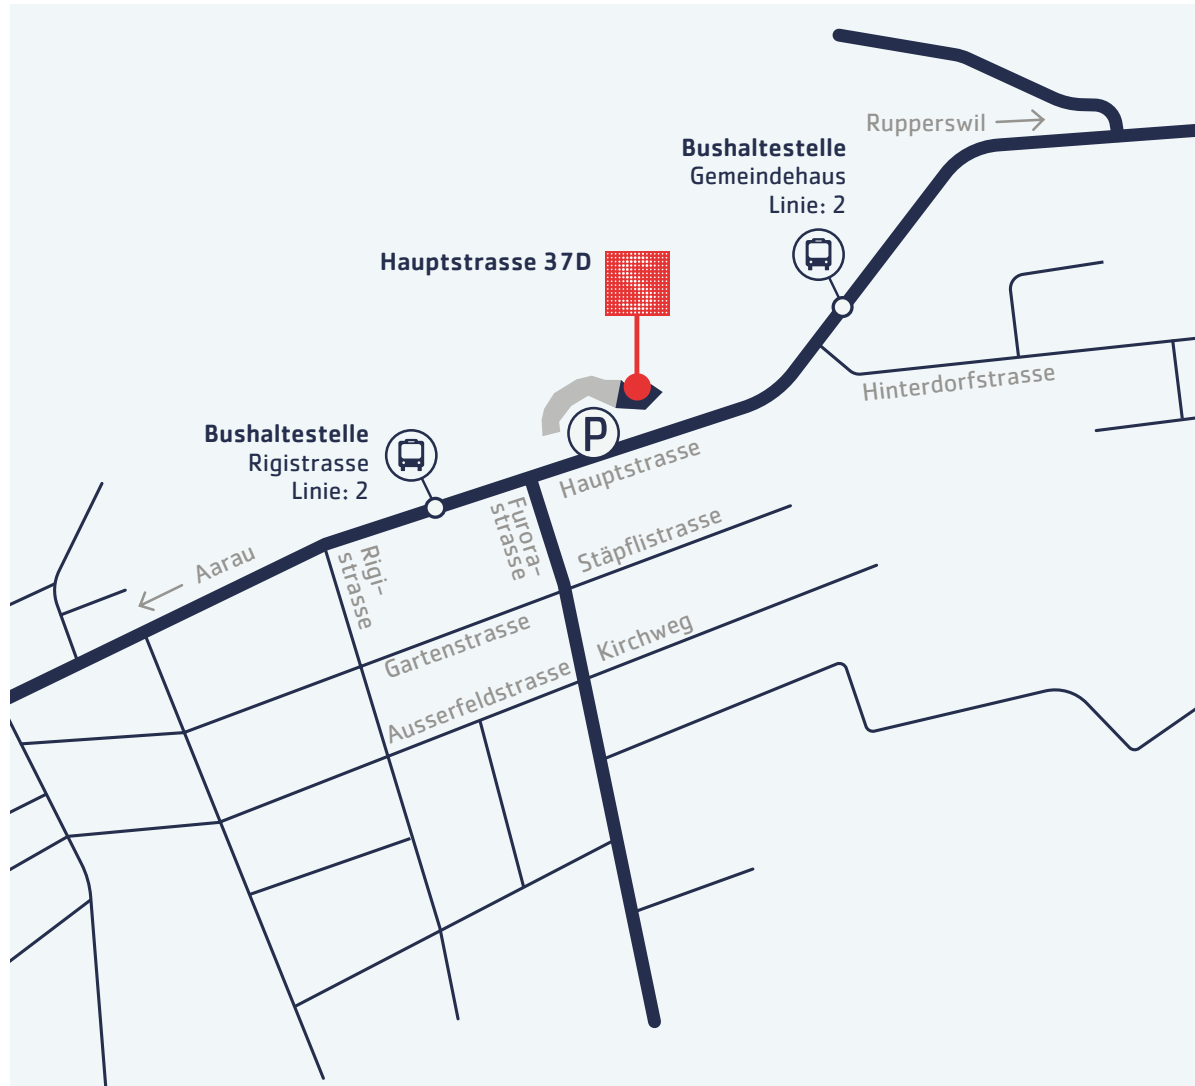 Rupperswil
Bushaltestelle
Gemeindehaus
Linie: 2
Hauptstrasse 37D
P
Hinterdorfstrasse
Bushaltestelle
Rigistrasse
Linie: 2
Hauptstrasse
Furora-
strasse
Stäpflistrasse
Aarau
Rigi-
strasse
Gartenstrasse
Kirchweg
Ausserfeldstrasse